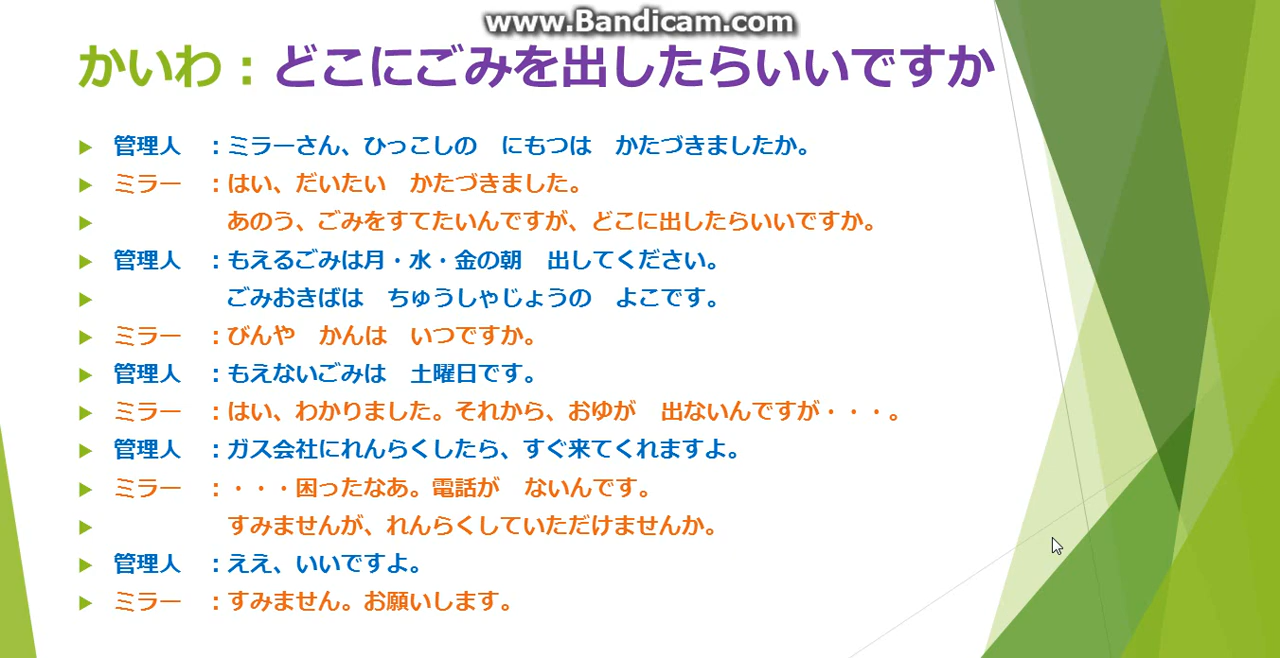 www.Bandicam.com
かいわ：どこにごみを出したらいいですか
管理人　：ミラーさん、ひっこしの　にもつは　かたづきましたか。
ミラー　：はい、だいたい　かたづきました。
あのう、ごみをすてたいんですが、どこに出したらいいですか。
管理人　：もえるごみは月・水・金の朝　出してください。
ごみおきばは　ちゅうしゃじょうの　よこです。
ミラー　：びんや　かんは　いつですか。
管理人　：もえないごみは　土曜日です。
ミラー　：はい、わかりました。それから、おゆが　出ないんですが・・・。
管理人　：ガス会社にれんらくしたら、すぐ来てくれますよ。
ミラー　：・・・困ったなあ。電話が　ないんです。
すみませんが、れんらくしていただけませんか。
管理人　：ええ、いいですよ。
ミラー　：すみません。お願いします。